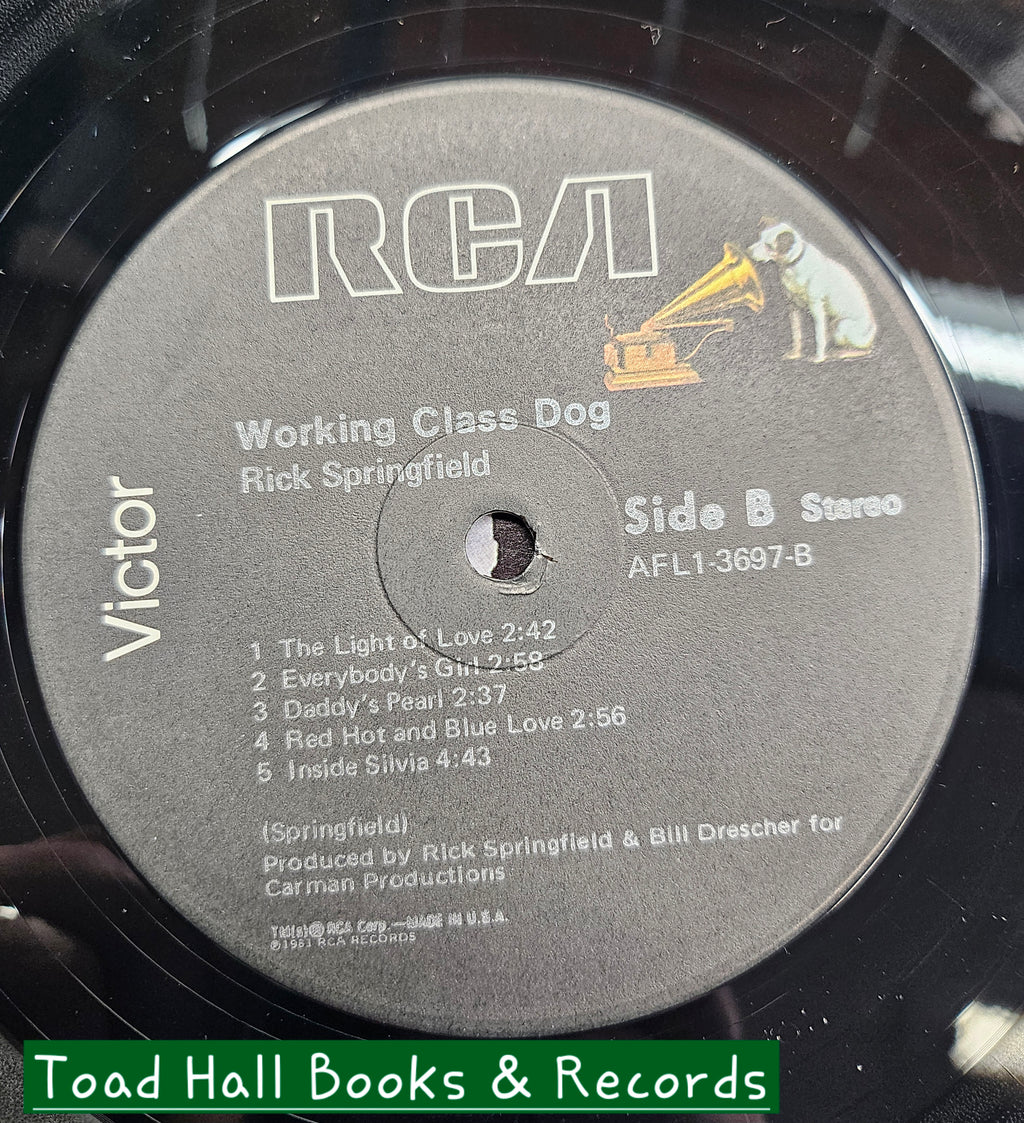 RCA
Working Class Dog
Rick Springfield
Victor
Side B Stereo
AFL1-3697-B
1 The Light of Love 2:42
2 Everybody's Girl 2:58
3 Daddy's Pearl 2:37
4 Red Hot and Blue Love 2:56
5 Inside Silvia 4:43
(Springfield)
Produced by Rick Springfield & Bill Drescher for
Carman Productions
TM(s)® RCA Corp.—MADE IN U.S.A.
℗1981 RCA RECORDS
Toad Hall Books & Records